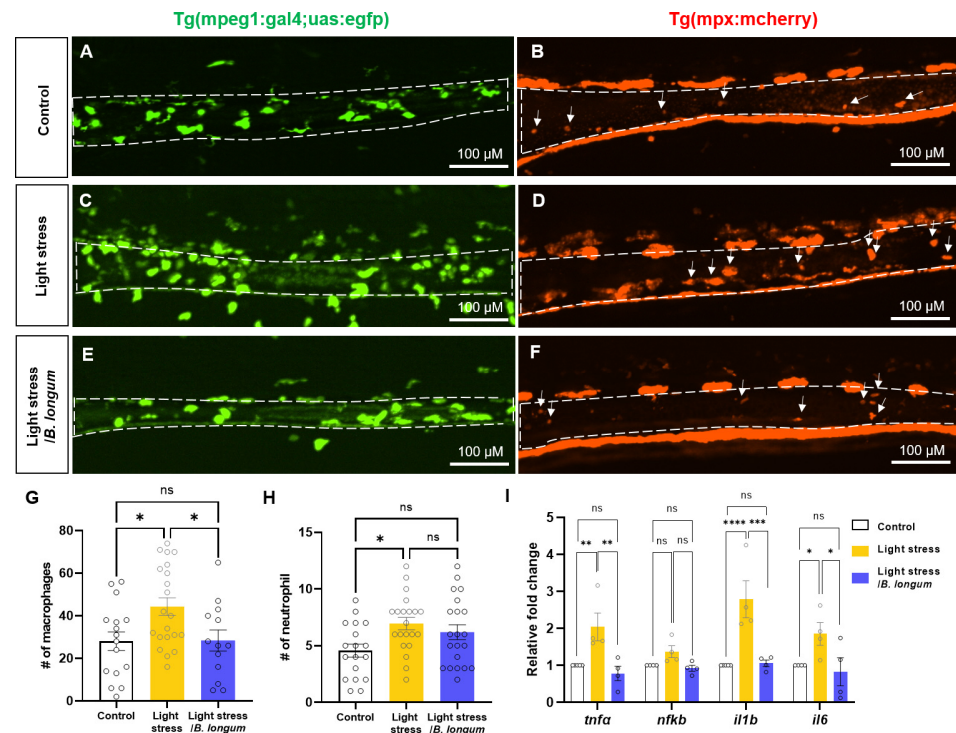 Tg(mpeg1:gal4;uas:egfp)
Tg(mpx:mcherry)
Control
A
100 µM
B
100 µM
Light stress
C
100 µM
D
100 µM
Light stress
/B. longum
E
100 µM
F
100 µM
G
ns
*
*
# of macrophages
80
60
40
20
0
Control
Light
stress
Light stress
/B. longum
H
ns
*
ns
# of neutrophil
15
10
5
0
Control
Light
stress
Light stress
/B. longum
I
Relative fold change
5
4
3
2
1
0
ns
**
**
ns
ns
ns
ns
****
***
ns
*
*
tnfα
nfkb
il1b
il6
Control
Light stress
Light stress
/B. longum